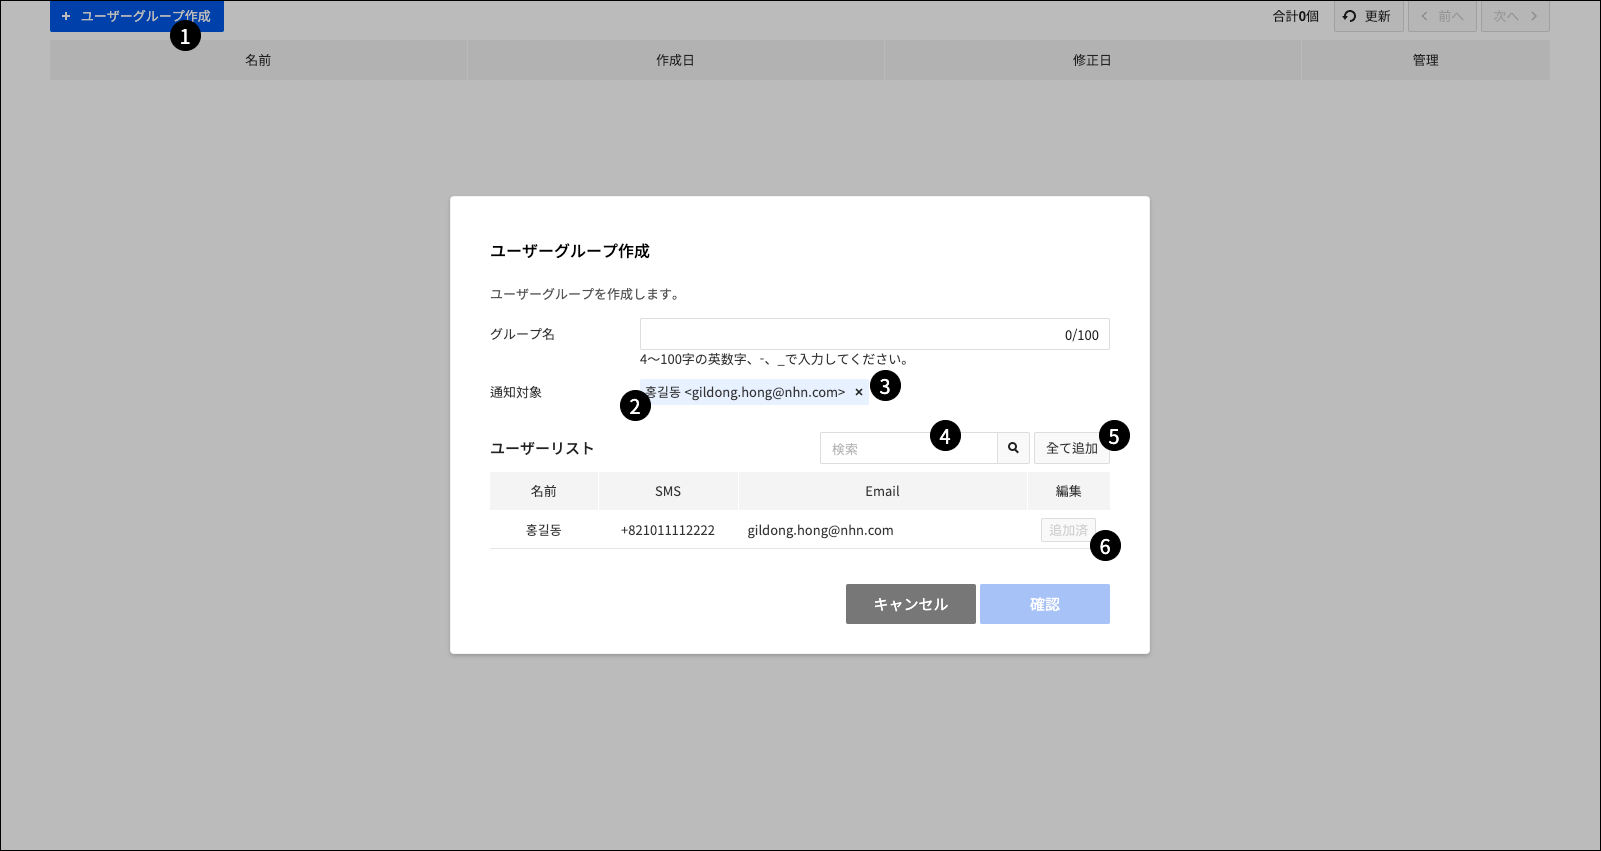 + ユーザーグループ作成
1
合計0個
更新
< 前へ
次へ >
名前 作成日 修正日 管理
ユーザーグループ作成
ユーザーグループを作成します。
グループ名
0/100
4〜100字の英数字、-、_で入力してください。
通知対象
홍길동 <gildong.hong@nhn.com> ×
3
2
ユーザーリスト
検索
4
全て追加
5
名前 SMS Email 編集
홍길동 +821011112222 gildong.hong@nhn.com 追加済
6
キャンセル
確認